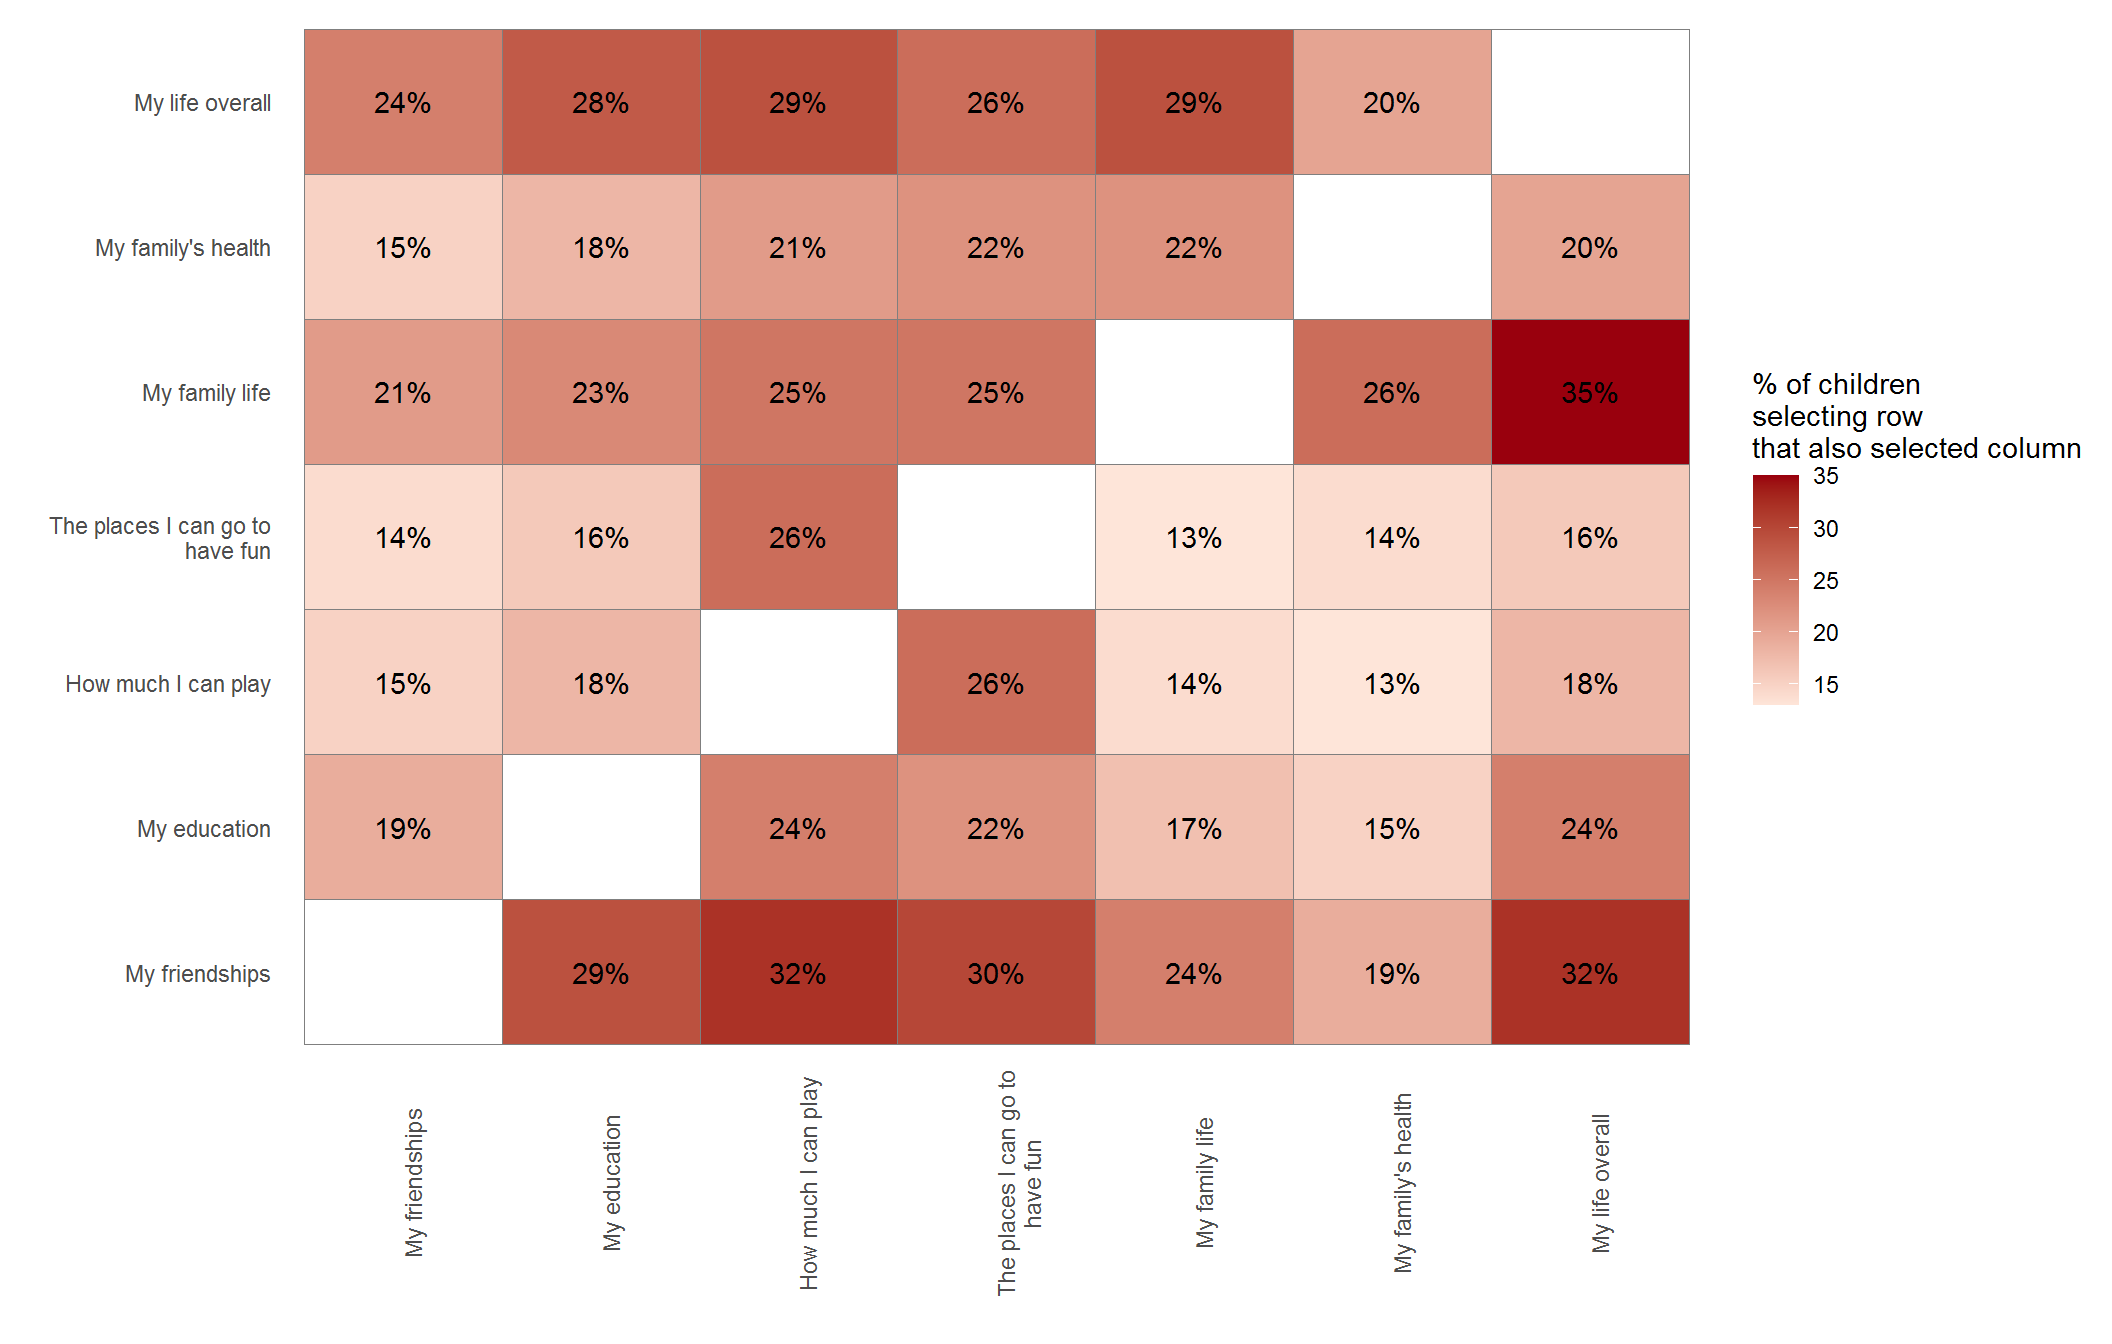 My life overall
24% 28% 29% 26% 29% 20%
My family's health
15% 18% 21% 22% 22% 20%
My family life
21% 23% 25% 25% 26% 35%
The places I can go to
have fun
14% 16% 26% 13% 14% 16%
How much I can play
15% 18% 26% 14% 13% 18%
My education
19% 24% 22% 17% 15% 24%
My friendships
29% 32% 30% 24% 19% 32%
My friendships
My education
How much I can play
The places I can go to
have fun
My family life
My family's health
My life overall
% of children
selecting row
that also selected column
35
30
25
20
15